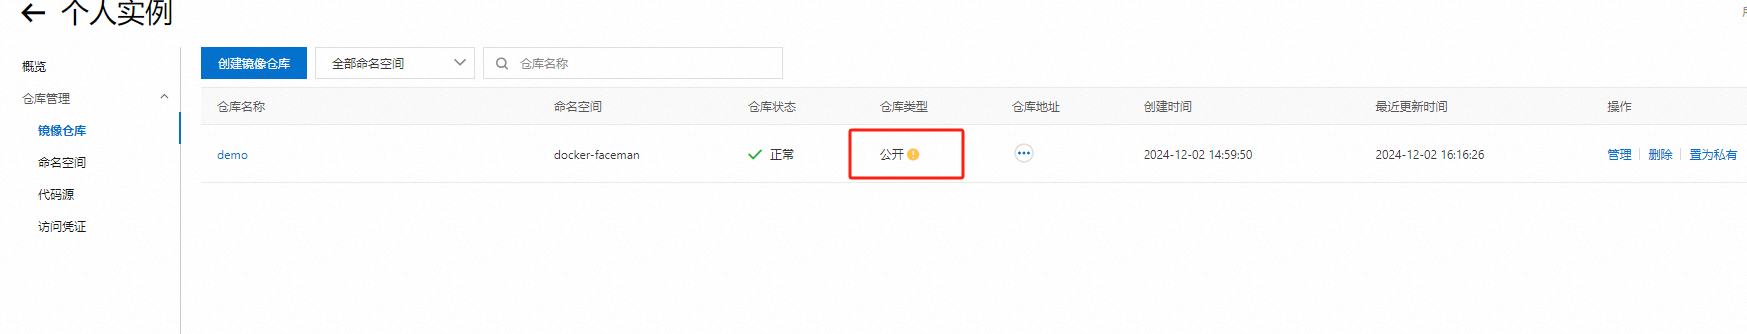 个人实例
概览
仓库管理
镜像仓库
命名空间
代码源
访问凭证
创建镜像仓库 全部命名空间 仓库名称
仓库名称 命名空间 仓库状态 仓库类型 仓库地址 创建时间 最近更新时间 操作
demo docker-faceman 正常 公开 2024-12-02 14:59:50 2024-12-02 16:16:26 管理 删除 置为私有